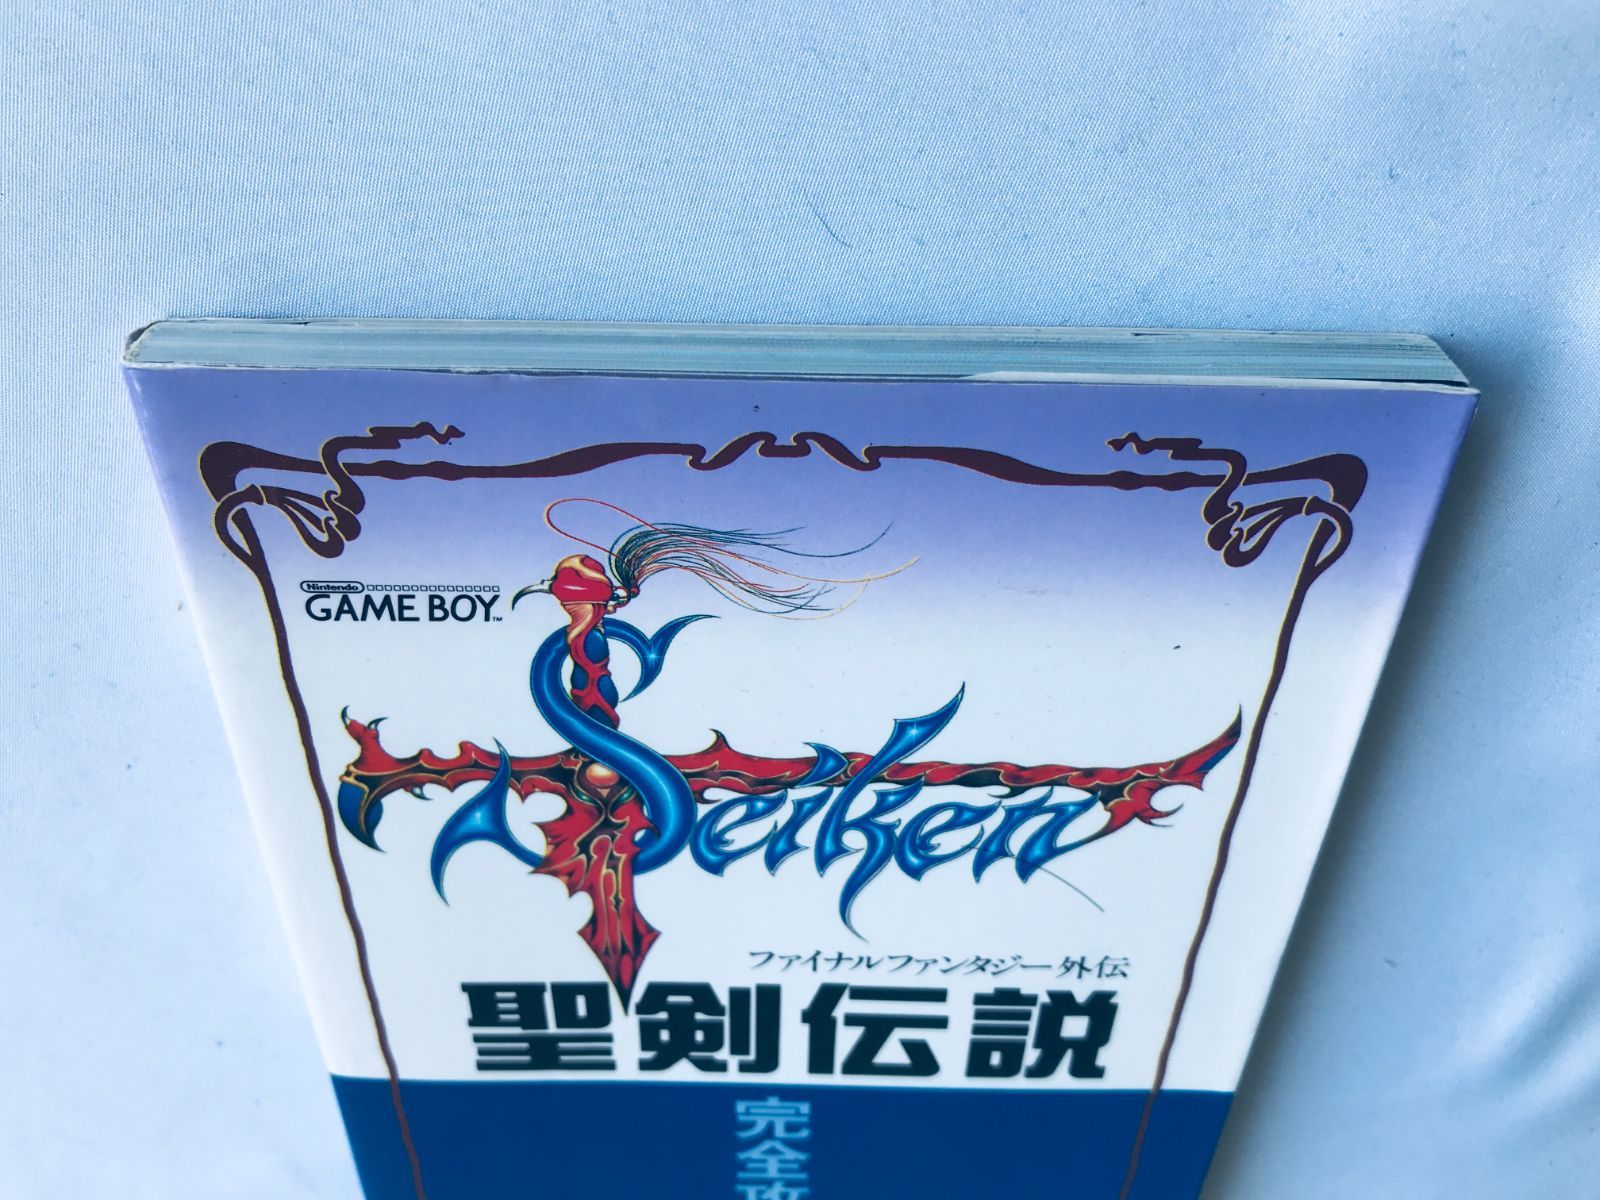 Nintendo
GAME BOY™
Seiken
ファイナルファンタジー外伝
聖剣伝説
完全攻